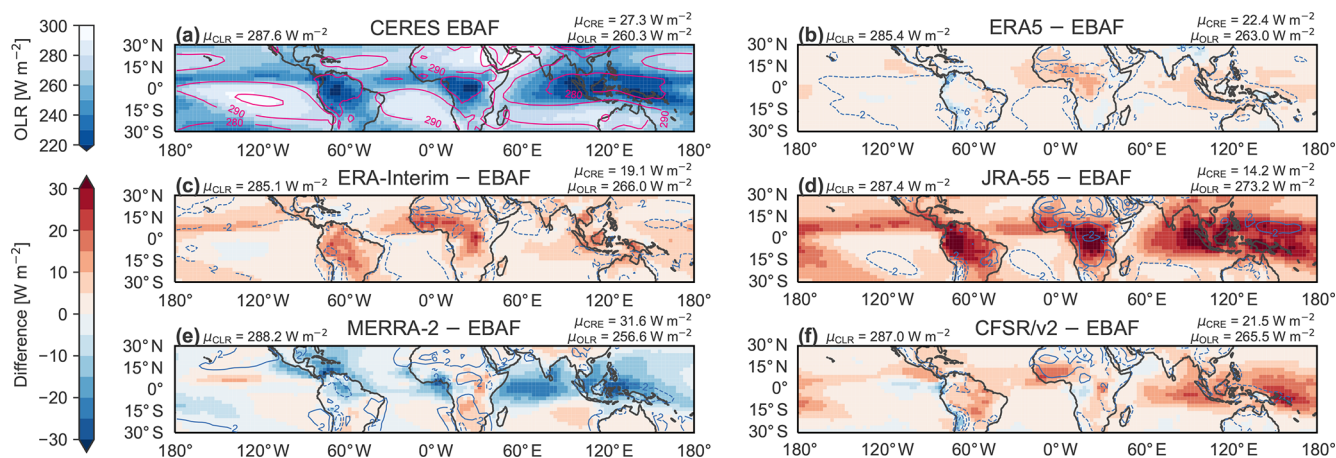 OLR [W m−2]
300
280
260
240
220
Difference [W m−2]
30
20
10
0
−10
−20
−30
(a) μCLR = 287.6 W m−2 CERES EBAF μCRE = 27.3 W m−2
μOLR = 260.3 W m−2
30° N
15° N
0°
15° S
30° S
290
290
280
290
290
180° 120° W 60° W 0° W 60° E 120° E 180°
(b) μCLR = 285.4 W m−2 ERA5 − EBAF μCRE = 22.4 W m−2
μOLR = 263.0 W m−2
30° N
15° N
0°
15° S
30° S
180° 120° W 60° W 0° W 60° E 120° E 180°
(c) μCLR = 285.1 W m−2 ERA-Interim − EBAF μCRE = 19.1 W m−2
μOLR = 266.0 W m−2
30° N
15° N
0°
15° S
30° S
180° 120° W 60° W 0° W 60° E 120° E 180°
(d) μCLR = 287.4 W m−2 JRA-55 − EBAF μCRE = 14.2 W m−2
μOLR = 273.2 W m−2
30° N
15° N
0°
15° S
30° S
180° 120° W 60° W 0° W 60° E 120° E 180°
(e) μCLR = 288.2 W m−2 MERRA-2 − EBAF μCRE = 31.6 W m−2
μOLR = 256.6 W m−2
30° N
15° N
0°
15° S
30° S
180° 120° W 60° W 0° W 60° E 120° E 180°
(f) μCLR = 287.0 W m−2 CFSR/v2 − EBAF μCRE = 21.5 W m−2
μOLR = 265.5 W m−2
30° N
15° N
0°
15° S
30° S
180° 120° W 60° W 0° W 60° E 120° E 180°